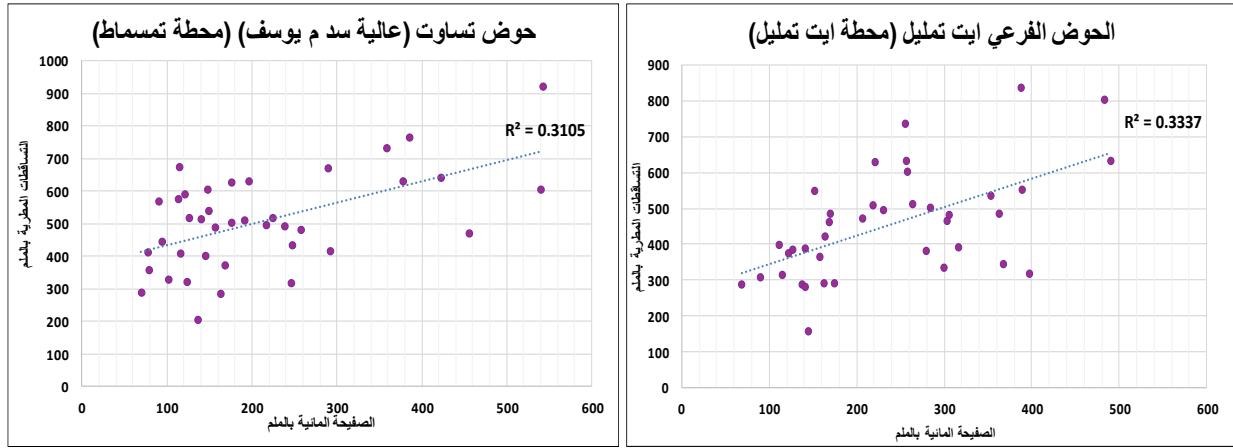 حوض تساوت (عالية سد م يوسف) (محطة تمسماط)
1000
900
800
700
600
500
400
300
200
100
0
0 100 200 300 400 500 600
R² = 0.3105
التساقطات المطرية بالملم
الصفيحة المائية بالملم
الحوض الفرعي ايت تمليل (محطة ايت تمليل)
900
800
700
600
500
400
300
200
100
0
0 100 200 300 400 500 600
R² = 0.3337
التساقطات المطرية بالملم
الصفيحة المائية بالملم